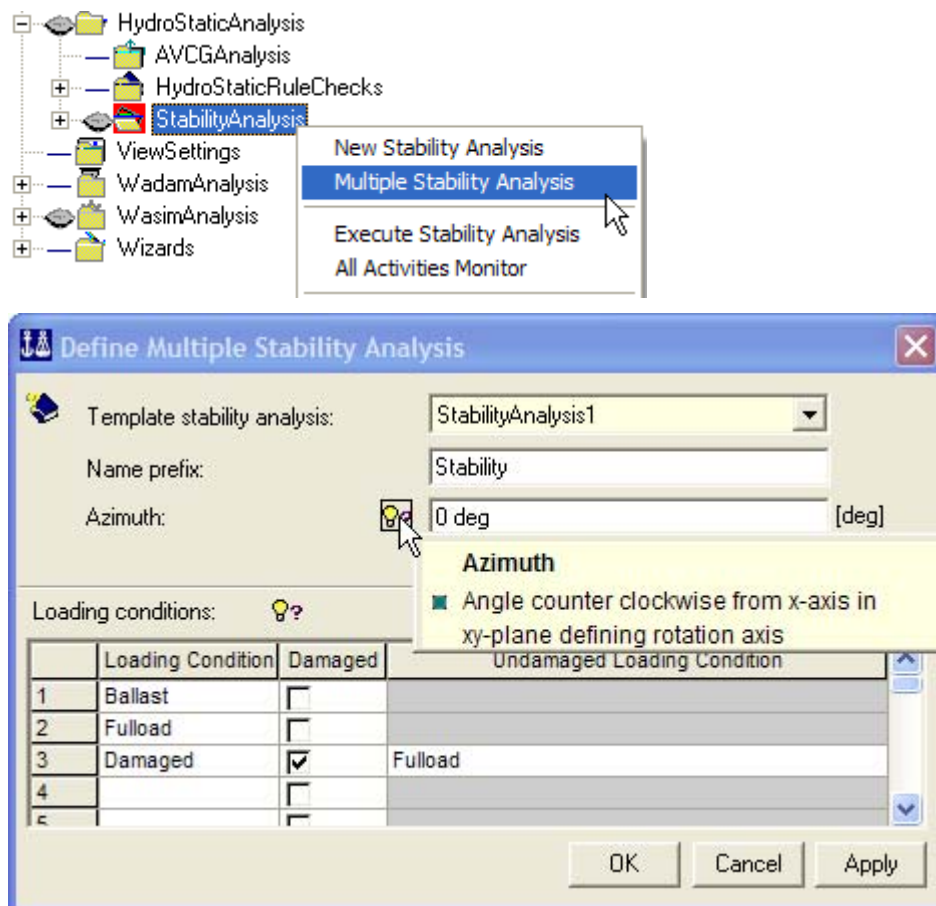 HydroStaticAnalysis
AVCGAnalysis
HydroStaticRuleChecks
StabilityAnalysis
ViewSettings
WadamAnalysis
WasimAnalysis
Wizards
New Stability Analysis
Multiple Stability Analysis
Execute Stability Analysis
All Activities Monitor
Define Multiple Stability Analysis
Template stability analysis: StabilityAnalysis1
Name prefix: Stability
Azimuth: 0 deg [deg]
Azimuth
Angle counter clockwise from x-axis in
xy-plane defining rotation axis
Loading conditions:
Loading Condition Damaged Undamaged Loading Condition
1 Ballast
2 Fulload
3 Damaged Fulload
4
5
OK Cancel Apply